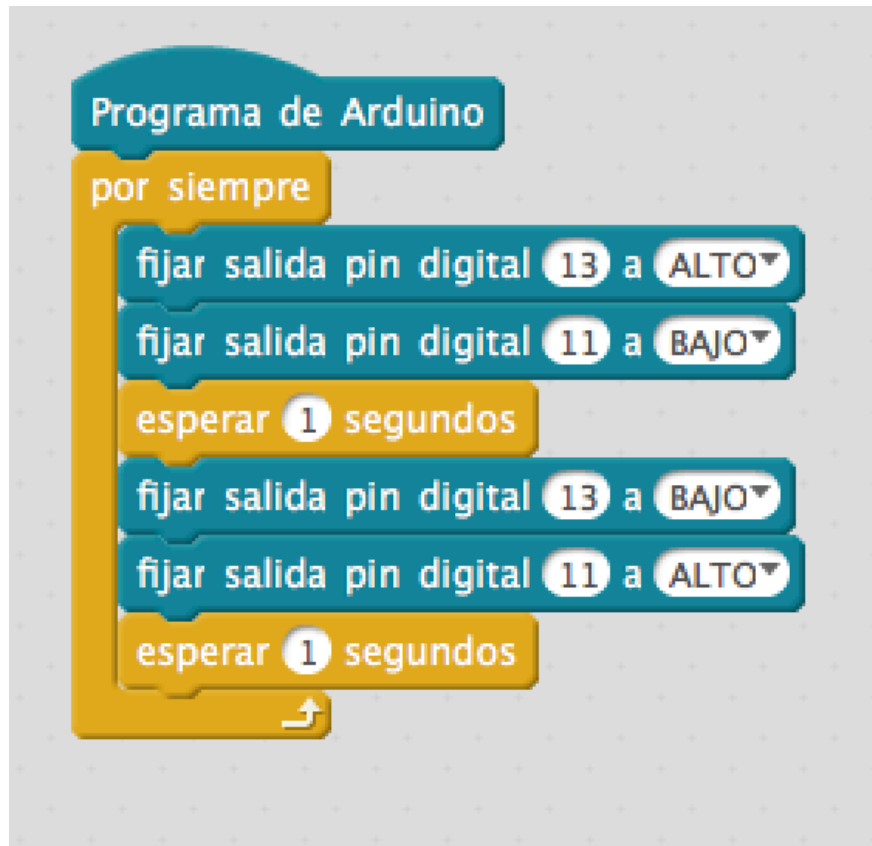 Programa de Arduino
por siempre
fijar salida pin digital 13 a ALTO
fijar salida pin digital 11 a BAJO
esperar 1 segundos
fijar salida pin digital 13 a BAJO
fijar salida pin digital 11 a ALTO
esperar 1 segundos